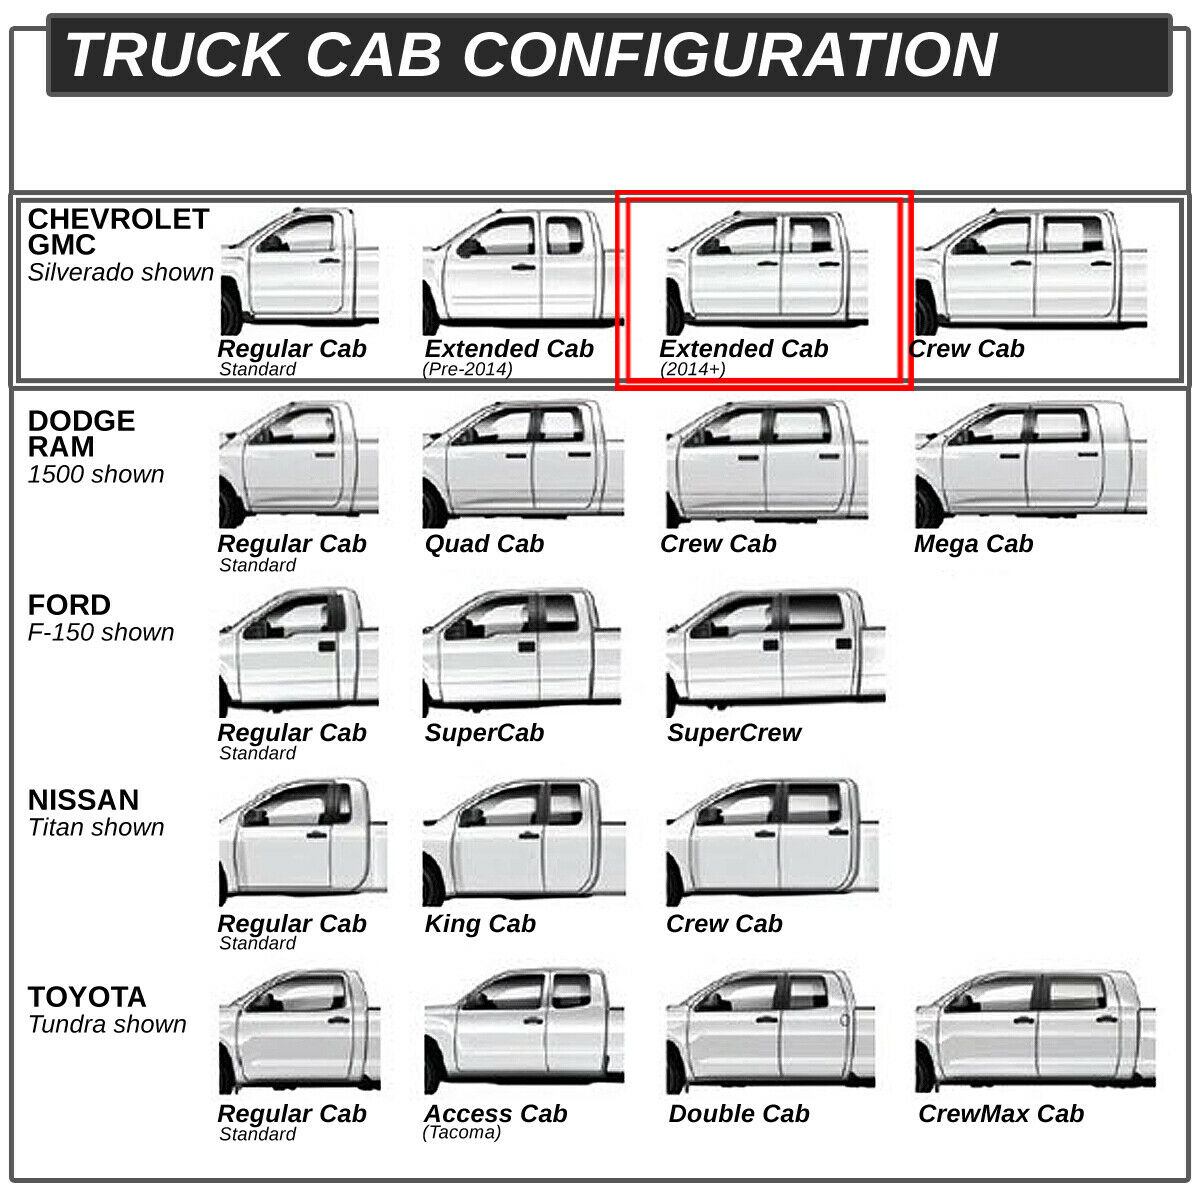 TRUCK CAB CONFIGURATION
CHEVROLET
GMC
Silverado shown
Regular Cab
Standard
Extended Cab
(Pre-2014)
Extended Cab
(2014+)
Crew Cab
DODGE
RAM
1500 shown
Regular Cab
Standard
Quad Cab
Crew Cab
Mega Cab
FORD
F-150 shown
Regular Cab
Standard
SuperCab
SuperCrew
NISSAN
Titan shown
Regular Cab
Standard
King Cab
Crew Cab
TOYOTA
Tundra shown
Regular Cab
Standard
Access Cab
(Tacoma)
Double Cab
CrewMax Cab